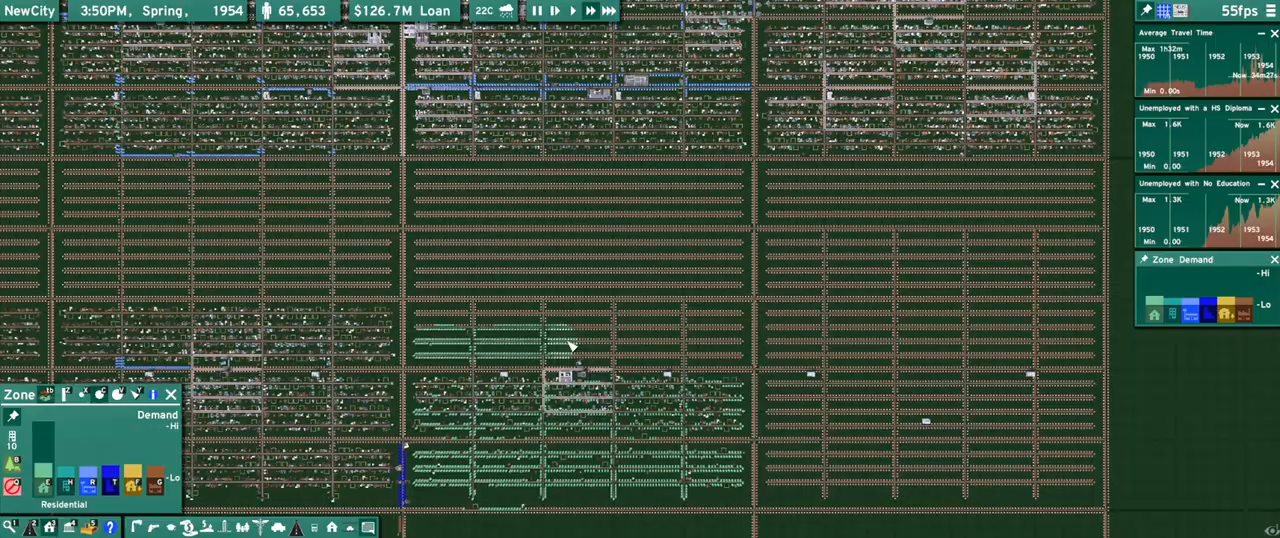 NewCity 3:50PM, Spring, 1954 65,653 $126.7M Loan 22C 55fps
Average Travel Time
Max 1h32m
1950 1951 1952 1953
1954
Now 34m27s
Min 0.00s
Unemployed with a HS Diploma
Max 1.6K Now 1.6K
1950 1951 1952 1953
Min 0.00 1954
Unemployed with No Education
Max 1.3K Now 1.3K
1950 1951 1952 1953
Min 0.00 1954
Zone Demand
-Hi
-Lo
Zone
Demand
-Hi
10
-Lo
Residential